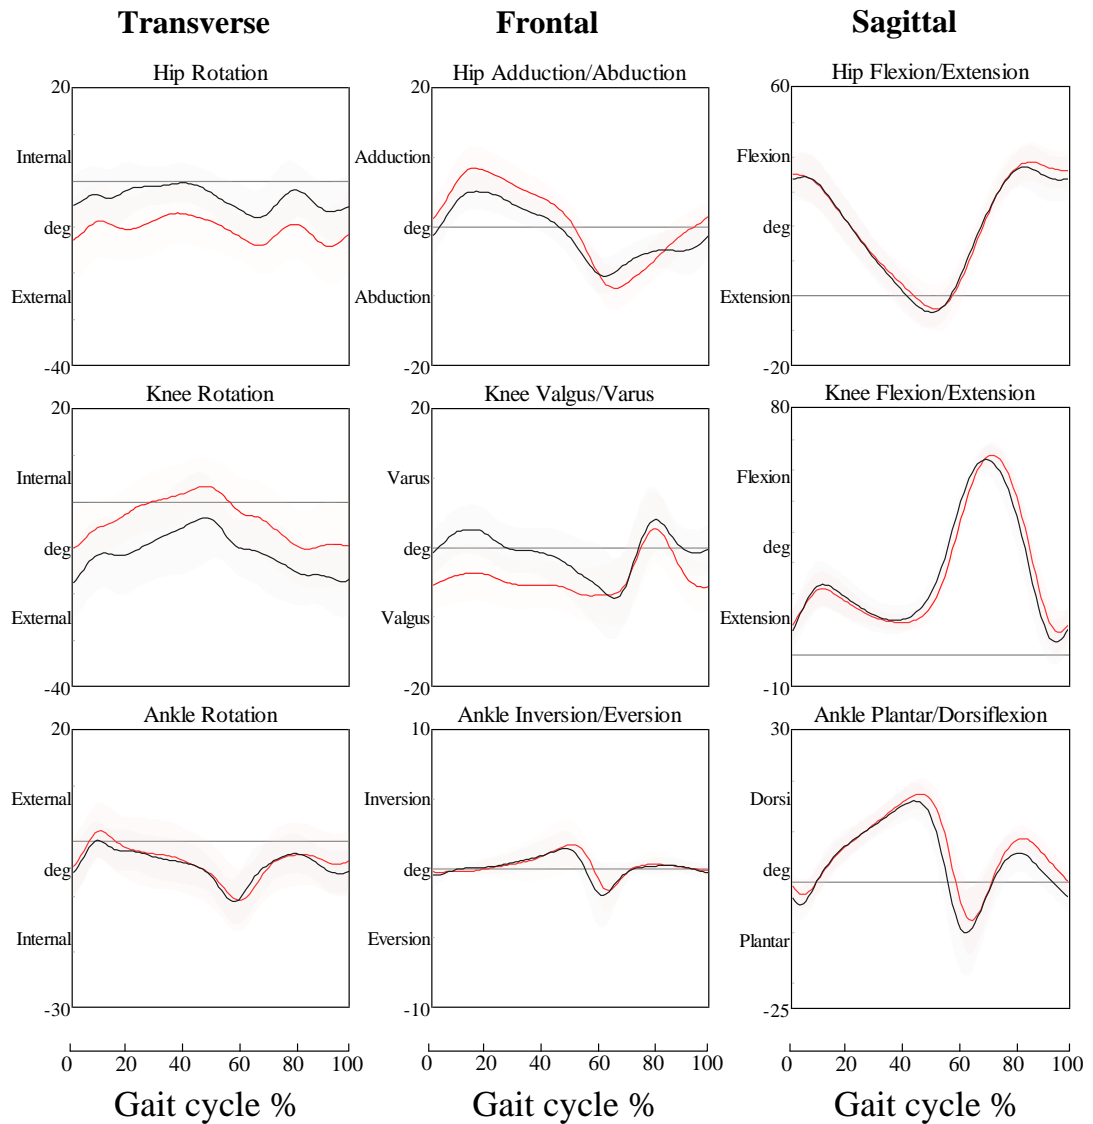 Transverse Frontal Sagittal
Hip Rotation Hip Adduction/Abduction Hip Flexion/Extension
20 20 60
Internal Adduction Flexion
deg deg deg
External Abduction Extension
-40 -20 -20
Knee Rotation Knee Valgus/Varus Knee Flexion/Extension
20 20 80
Internal Varus Flexion
deg deg deg
External Valgus Extension
-40 -20 -10
Ankle Rotation Ankle Inversion/Eversion Ankle Plantar/Dorsiflexion
20 10 30
External Inversion Dorsi
deg deg deg
Internal Eversion Plantar
-30 -10 -25
0 20 40 60 80 100 0 20 40 60 80 100 0 20 40 60 80 100
Gait cycle % Gait cycle % Gait cycle %